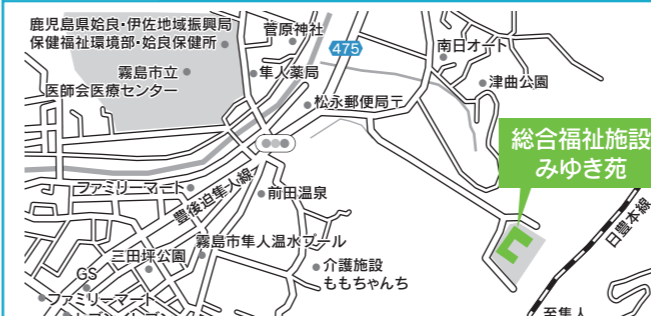 鹿児島県姶良・伊佐地域振興局
保健福祉環境部・姶良保健所
菅原神社
475
南日オート
霧島市立
医師会医療センター
隼人薬局
津曲公園
松永郵便局〒
総合福祉施設
みゆき苑
ファミリーマート
豊後迫隼人線
前田温泉
日豊本線
霧島市隼人温水プール
三田坪公園
介護施設
ももちゃんち
GS
ファミリーマート
至隼人